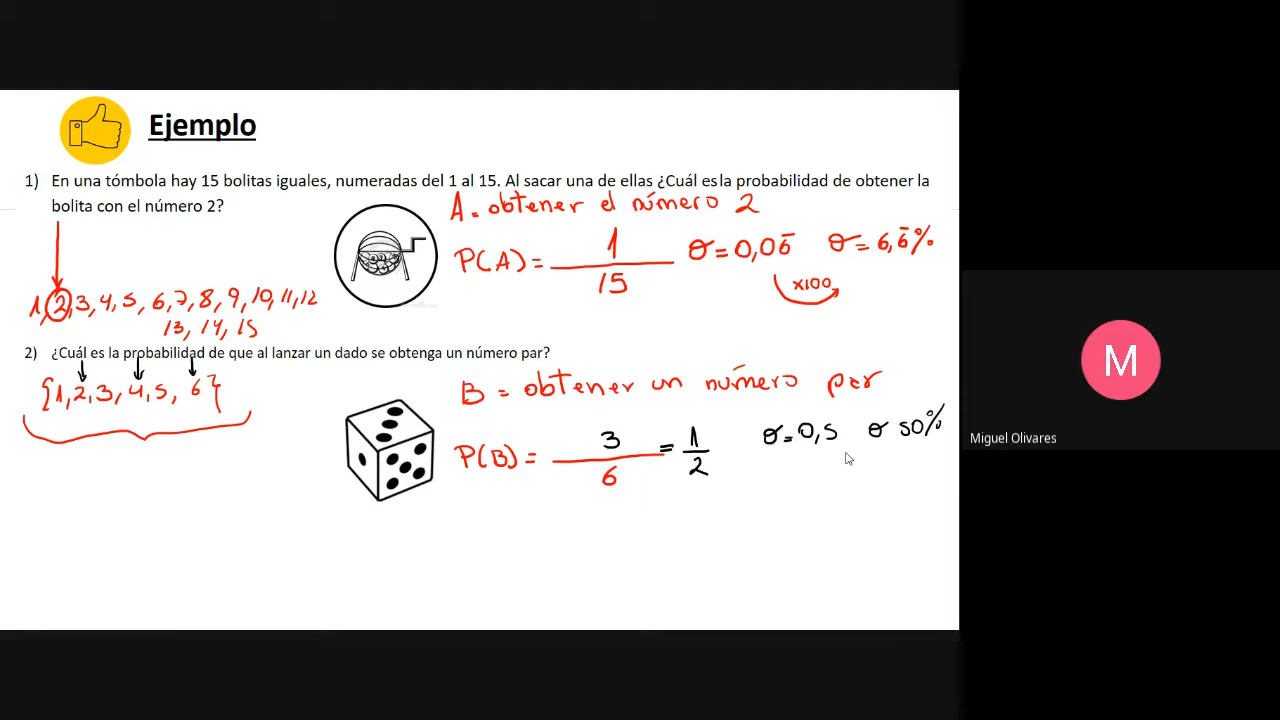 Ejemplo
1) En una tómbola hay 15 bolitas iguales, numeradas del 1 al 15. Al sacar una de ellas ¿Cuál es la probabilidad de obtener la
bolita con el número 2?
A = obtener el número 2
P(A) = 1/15 o = 0,06̅ o = 6,6̅%
x100
1, 2, 3, 4, 5, 6, 7, 8, 9, 10, 11, 12
13, 14, 15
2) ¿Cuál es la probabilidad de que al lanzar un dado se obtenga un número par?
{1, 2, 3, 4, 5, 6}
B = obtener un número par
P(B) = 3/6 = 1/2 o = 0,5 o 50%
M
Miguel Olivares